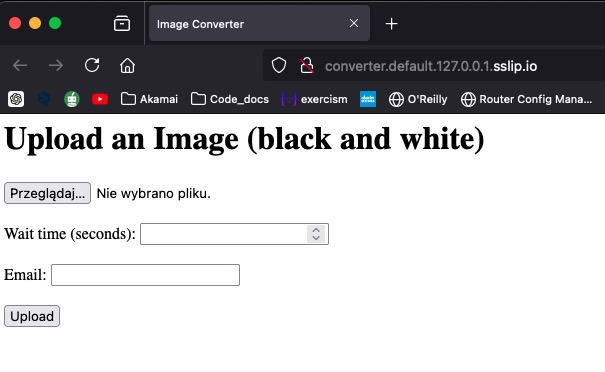 Image Converter
converter.default.127.0.0.1.sslip.io
Akamai Code_docs exercism O'Reilly Router Config Mana...
Upload an Image (black and white)
Przeglądaj... Nie wybrano pliku.
Wait time (seconds):
Email:
Upload